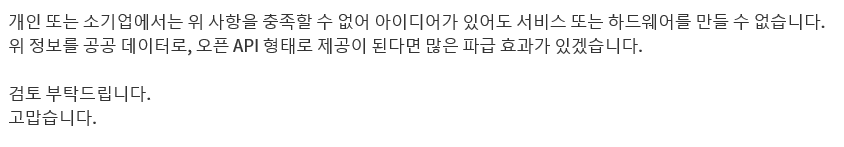 개인 또는 소기업에서는 위 사항을 충족할 수 없어 아이디어가 있어도 서비스 또는 하드웨어를 만들 수 없습니다.
위 정보를 공공 데이터로, 오픈 API 형태로 제공이 된다면 많은 파급 효과가 있겠습니다.
검토 부탁드립니다.
고맙습니다.